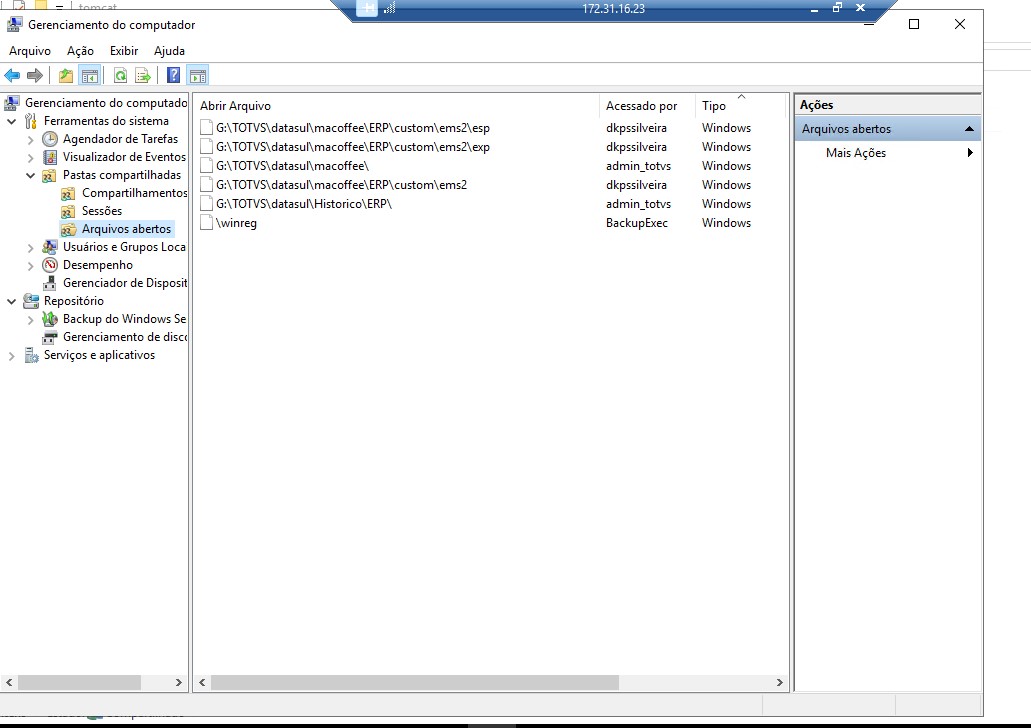 tomcat
172.31.16.23
Gerenciamento do computador
Arquivo Ação Exibir Ajuda
Gerenciamento do computado
Ferramentas do sistema
Agendador de Tarefas
Visualizador de Eventos
Pastas compartilhadas
Compartilhamentos
Sessões
Arquivos abertos
Usuários e Grupos Loca
Desempenho
Gerenciador de Disposit
Repositório
Backup do Windows Se
Gerenciamento de disco
Serviços e aplicativos
Abrir Arquivo Acessado por Tipo
G:\TOTVS\datasul\macoffee\ERP\custom\ems2\esp dkpssilveira Windows
G:\TOTVS\datasul\macoffee\ERP\custom\ems2\exp dkpssilveira Windows
G:\TOTVS\datasul\macoffee\ admin_totvs Windows
G:\TOTVS\datasul\macoffee\ERP\custom\ems2 dkpssilveira Windows
G:\TOTVS\datasul\Historico\ERP\ admin_totvs Windows
\winreg BackupExec Windows
Ações
Arquivos abertos
Mais Ações